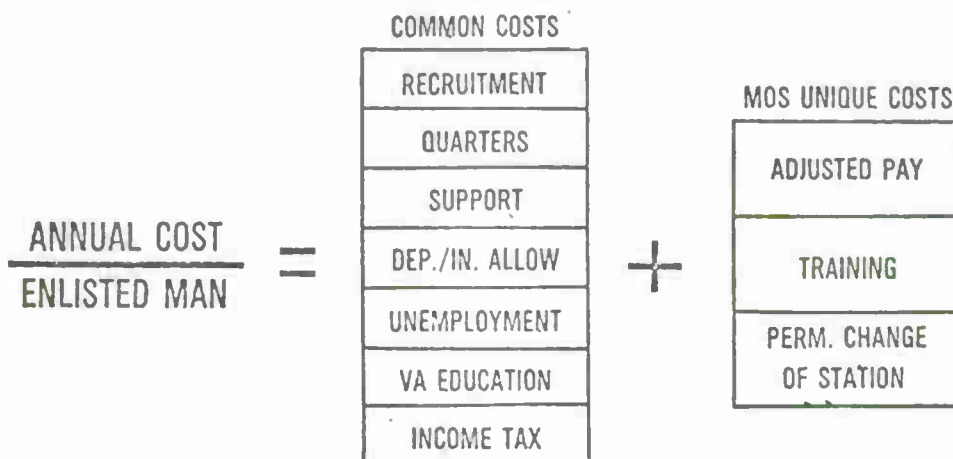 ANNUAL COST
ENLISTED MAN
=
COMMON COSTS
RECRUITMENT
QUARTERS
SUPPORT
DEP./IN. ALLOW
UNEMPLOYMENT
VA EDUCATION
INCOME TAX
+
MOS UNIQUE COSTS
ADJUSTED PAY
TRAINING
PERM. CHANGE
OF STATION